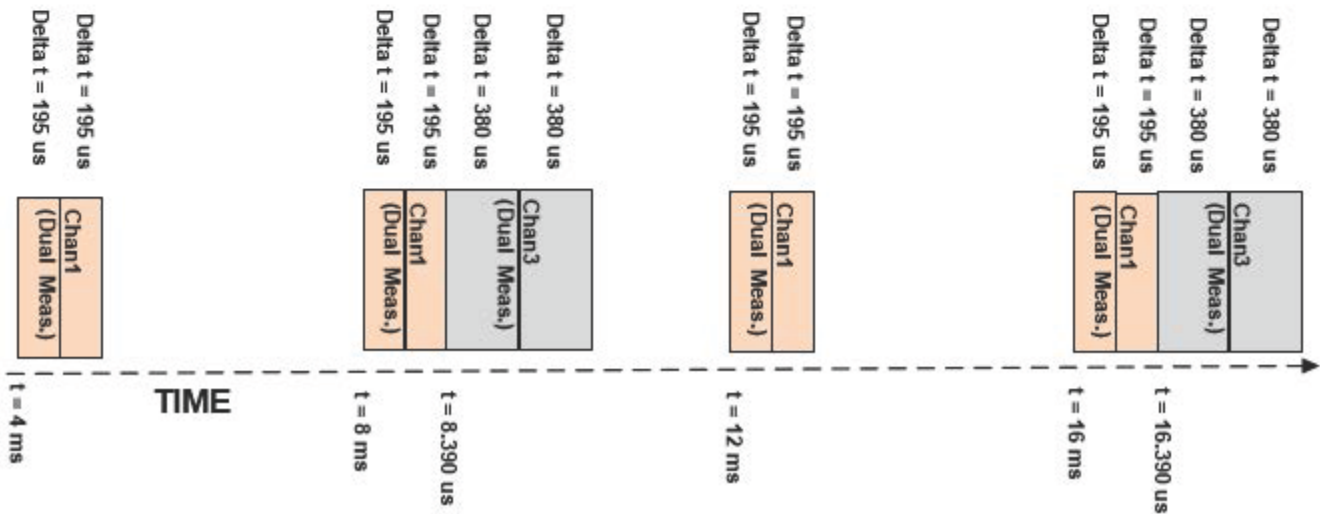 Delta t = 195 us
Delta t = 195 us
Delta t = 195 us
Delta t = 195 us
Delta t = 380 us
Delta t = 380 us
Delta t = 195 us
Delta t = 195 us
Delta t = 195 us
Delta t = 195 us
Delta t = 380 us
Delta t = 380 us
Chan1
(Dual Meas.)
Chan1
(Dual Meas.)
Chan3
(Dual Meas.)
Chan1
(Dual Meas.)
Chan1
(Dual Meas.)
Chan3
(Dual Meas.)
TIME
t = 4 ms
t = 8 ms
t = 8.390 us
t = 12 ms
t = 16 ms
t = 16.390 us